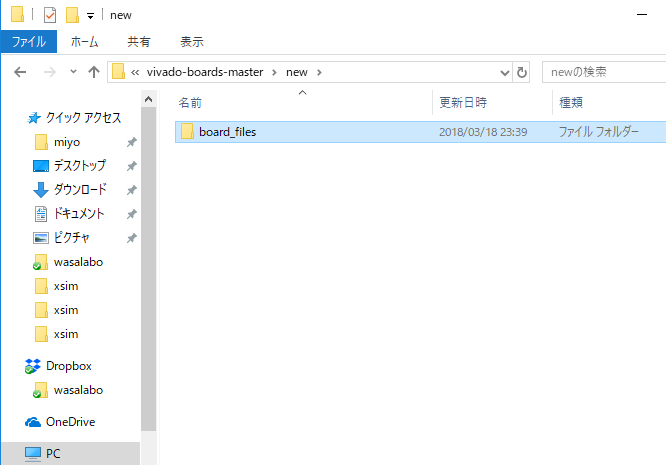 new
ファイル ホーム 共有 表示
« vivado-boards-master > new > newの検索
名前 更新日時 種類
クイック アクセス
board_files 2018/03/18 23:39 ファイル フォルダー
miyo
デスクトップ
ダウンロード
ドキュメント
ピクチャ
wasalabo
xsim
xsim
xsim
Dropbox
wasalabo
OneDrive
PC